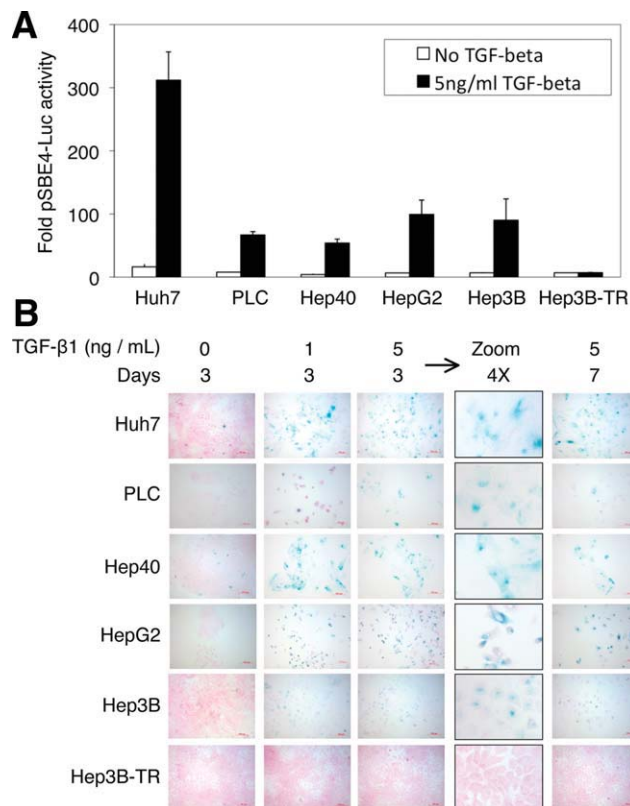 A
400
300
200
100
0
Fold pSBE4-Luc activity
No TGF-beta
5ng/ml TGF-beta
Huh7 PLC Hep40 HepG2 Hep3B Hep3B-TR
B
TGF-β1 (ng / mL) 0 1 5 → Zoom 5
Days 3 3 3 4X 7
Huh7
PLC
Hep40
HepG2
Hep3B
Hep3B-TR